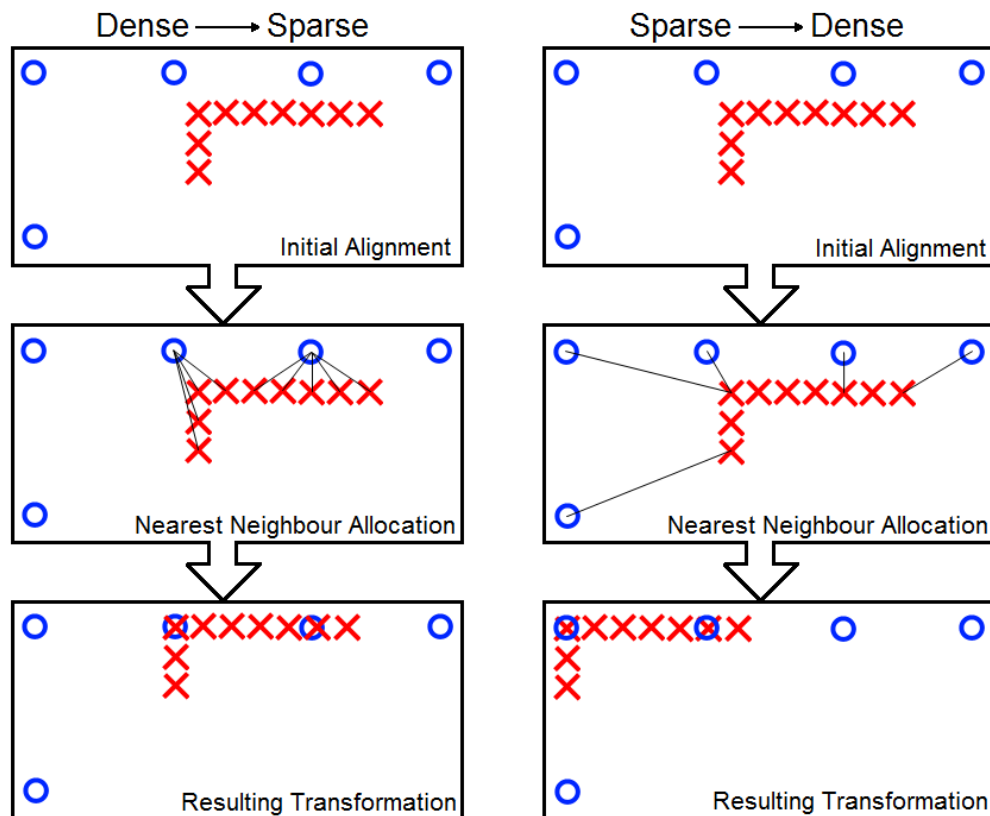 Dense → Sparse
Initial Alignment
Nearest Neighbour Allocation
Resulting Transformation
Sparse → Dense
Initial Alignment
Nearest Neighbour Allocation
Resulting Transformation